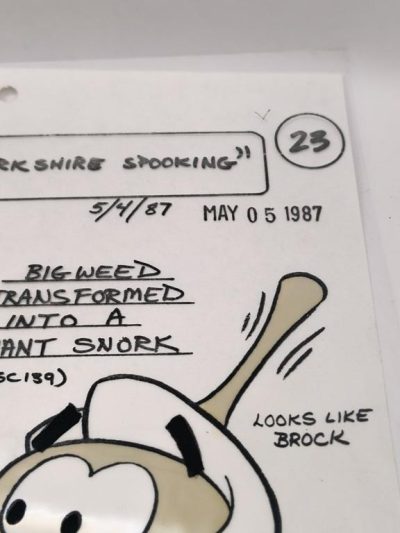 23
RKSHIRE SPOOKING"
5/4/87 MAY 05 1987
BIGWEED
TRANSFORMED
INTO A
ANT SNORK
SC139)
LOOKS LIKE
BROCK